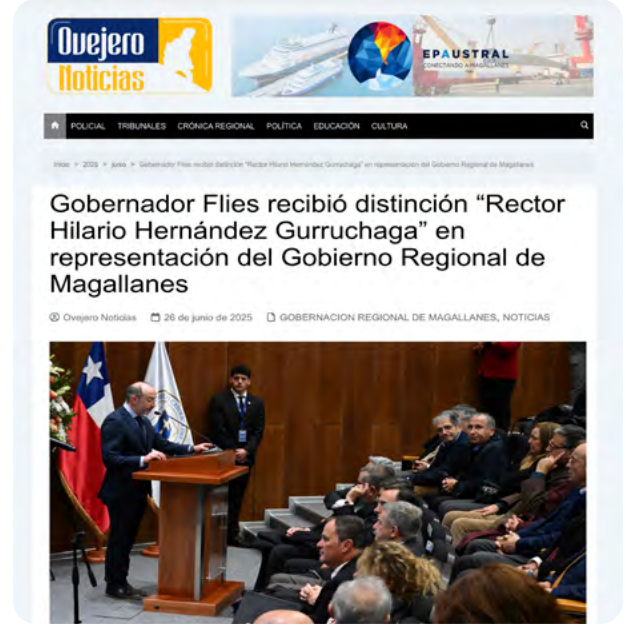 Ovejero
Noticias
EPAUSTRAL
CONECTANDO A MAGALLANES
POLICIAL TRIBUNALES CRÓNICA REGIONAL POLÍTICA EDUCACIÓN CULTURA
Inicio > 2025 > junio > Gobernador Flies recibió distinción "Rector Hilario Hernández Gurruchaga" en representación del Gobierno Regional de Magallanes
Gobernador Flies recibió distinción “Rector
Hilario Hernández Gurruchaga” en
representación del Gobierno Regional de
Magallanes
Ovejero Noticias 26 de junio de 2025 GOBERNACION REGIONAL DE MAGALLANES, NOTICIAS